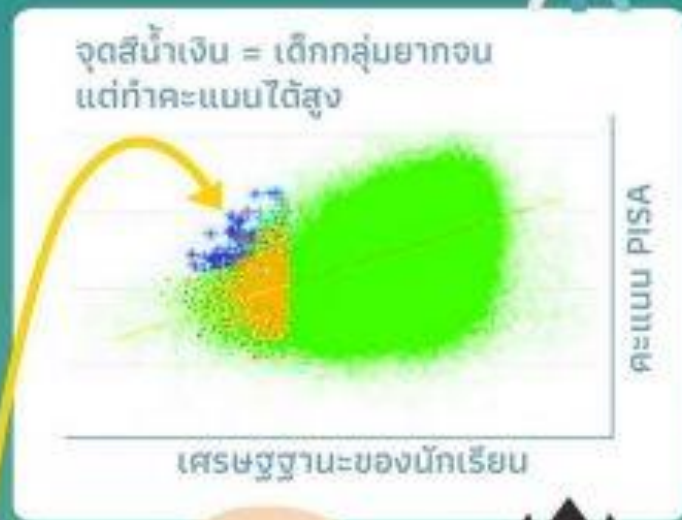 จุดสีน้ำเงิน = เด็กกลุ่มยากจน
แต่ทำคะแนนได้สูง
คะแนน PISA
เศรษฐฐานะของนักเรียน